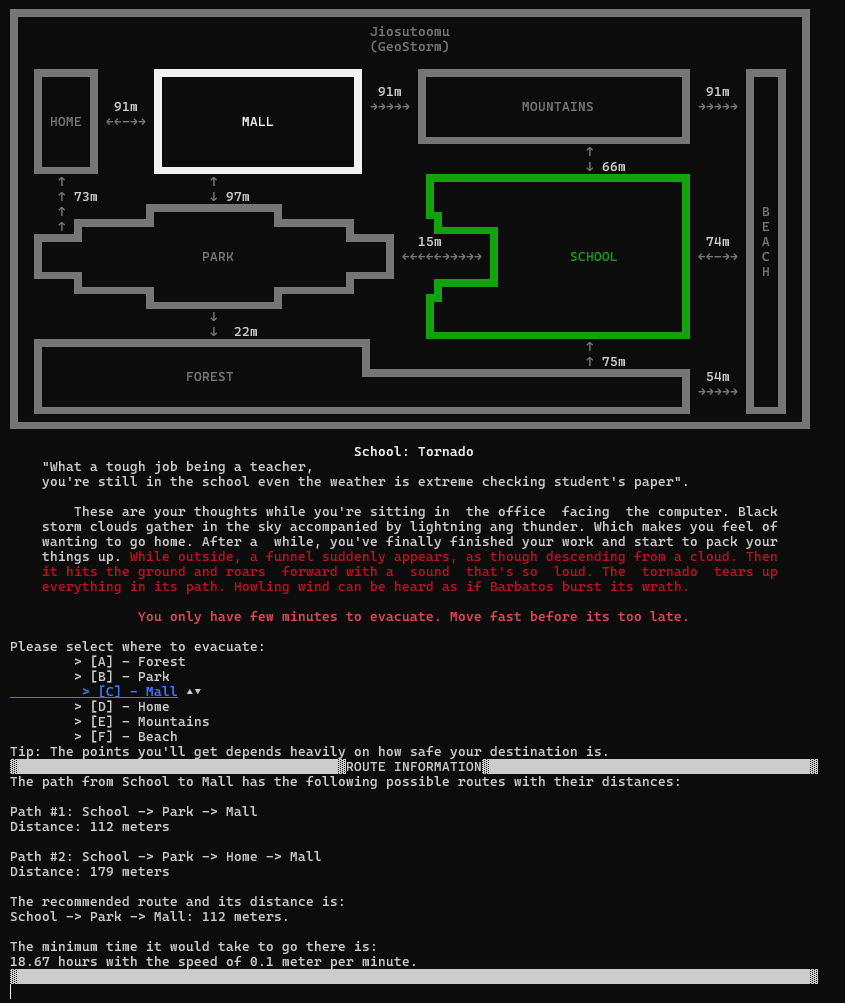 Jiosutoomu
(GeoStorm)
91m
91m
91m
HOME
←←—→→
MALL
→→→→→
MOUNTAINS
→→→→→
↑
↑ 73m
↑
↑
↑
↓ 97m
↑
↓ 66m
PARK
15m
←←←←←→→→→→
SCHOOL
74m
←←—→→
B
E
A
C
H
↓
↓ 22m
↑
↑ 75m
FOREST
54m
→→→→→
School: Tornado
"What a tough job being a teacher,
you're still in the school even the weather is extreme checking student's paper".
These are your thoughts while you're sitting in the office facing the computer. Black
storm clouds gather in the sky accompanied by lightning ang thunder. Which makes you feel of
wanting to go home. After a while, you've finally finished your work and start to pack your
things up. While outside, a funnel suddenly appears, as though descending from a cloud. Then
it hits the ground and roars forward with a sound that's so loud. The tornado tears up
everything in its path. Howling wind can be heard as if Barbatos burst its wrath.
You only have few minutes to evacuate. Move fast before its too late.
Please select where to evacuate:
> [A] - Forest
> [B] - Park
> [C] - Mall ▲▼
> [D] - Home
> [E] - Mountains
> [F] - Beach
Tip: The points you'll get depends heavily on how safe your destination is.
ROUTE INFORMATION
The path from School to Mall has the following possible routes with their distances:
Path #1: School -> Park -> Mall
Distance: 112 meters
Path #2: School -> Park -> Home -> Mall
Distance: 179 meters
The recommended route and its distance is:
School -> Park -> Mall: 112 meters.
The minimum time it would take to go there is:
18.67 hours with the speed of 0.1 meter per minute.